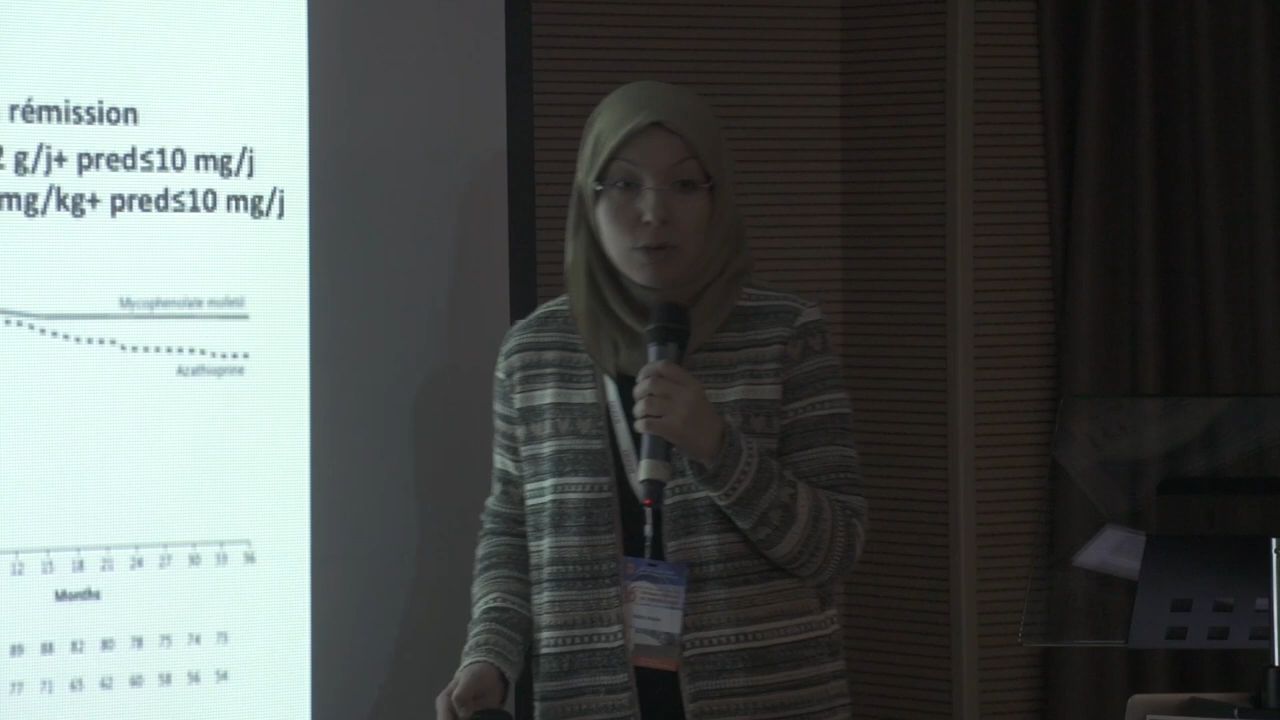 rémission
2 g/j+ pred≤10 mg/j
mg/kg+ pred≤10 mg/j
Mycophenolate mofetil
Azathioprine
12 15 18 21 24 27 30 33 36
Months
89 88 82 80 78 75 74 73
77 71 65 62 60 58 56 54